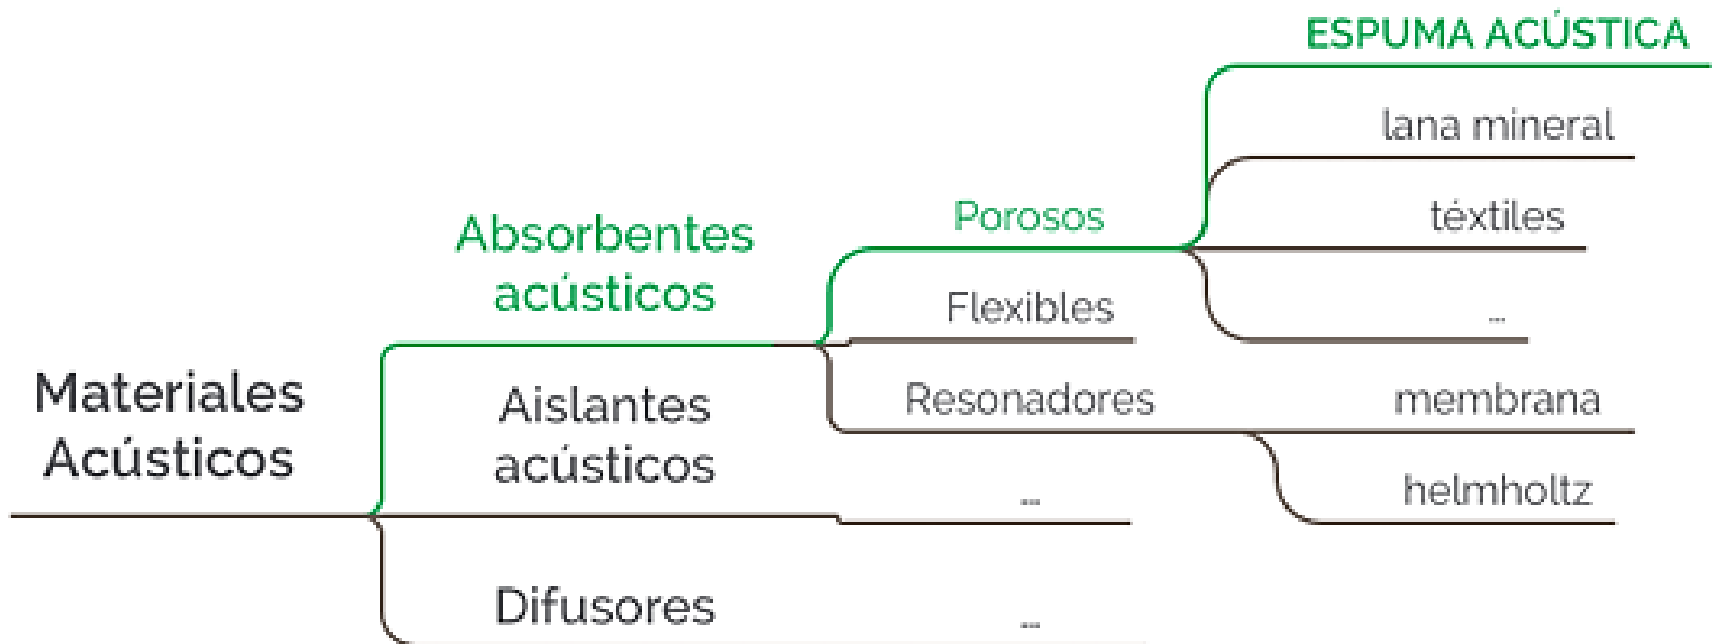 ESPUMA ACÚSTICA
lana mineral
téxtiles
...
Porosos
Flexibles
Resonadores
membrana
helmholtz
Absorbentes
acústicos
Aislantes
acústicos
...
Difusores
...
Materiales
Acústicos